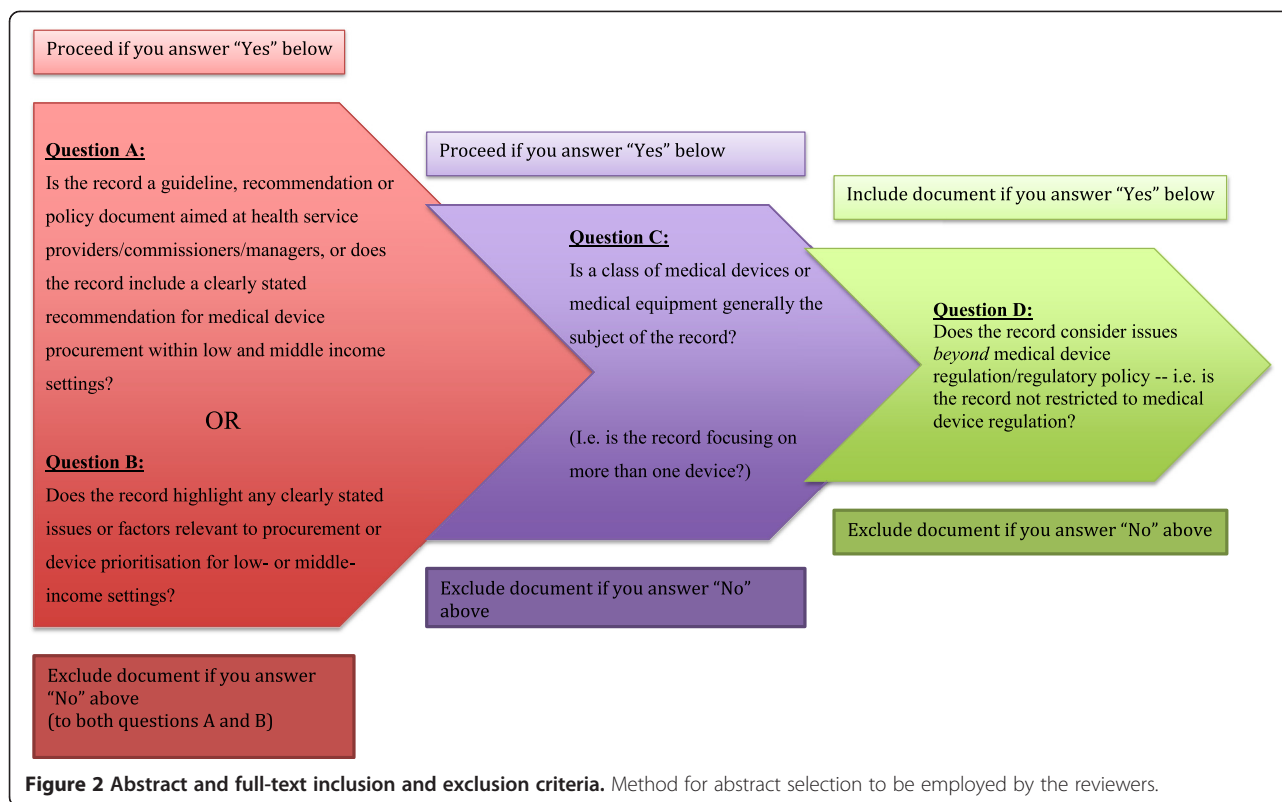 Proceed if you answer “Yes” below
Question A:
Is the record a guideline, recommendation or
policy document aimed at health service
providers/commissioners/managers, or does
the record include a clearly stated
recommendation for medical device
procurement within low and middle income
settings?
OR
Question B:
Does the record highlight any clearly stated
issues or factors relevant to procurement or
device prioritisation for low- or middle-
income settings?
Exclude document if you answer
“No” above
(to both questions A and B)
Proceed if you answer “Yes” below
Question C:
Is a class of medical devices or
medical equipment generally the
subject of the record?
(I.e. is the record focusing on
more than one device?)
Exclude document if you answer “No”
above
Include document if you answer “Yes” below
Question D:
Does the record consider issues
beyond medical device
regulation/regulatory policy -- i.e. is
the record not restricted to medical
device regulation?
Exclude document if you answer “No” above
Figure 2 Abstract and full-text inclusion and exclusion criteria. Method for abstract selection to be employed by the reviewers.